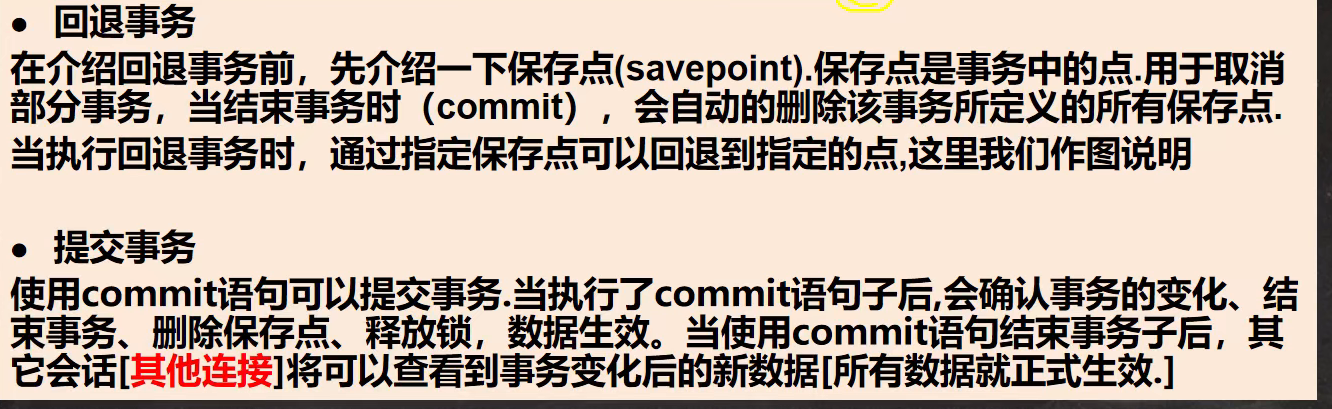 ● 回退事务
在介绍回退事务前，先介绍一下保存点(savepoint).保存点是事务中的点.用于取消
部分事务，当结束事务时（commit），会自动的删除该事务所定义的所有保存点.
当执行回退事务时，通过指定保存点可以回退到指定的点,这里我们作图说明
● 提交事务
使用commit语句可以提交事务.当执行了commit语句子后,会确认事务的变化、结
束事务、删除保存点、释放锁，数据生效。当使用commit语句结束事务子后，其
它会话[其他连接]将可以查看到事务变化后的新数据[所有数据就正式生效.]